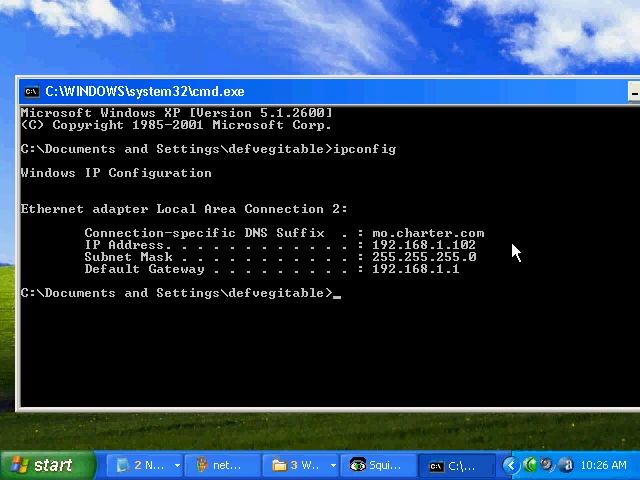 C:\WINDOWS\system32\cmd.exe
Microsoft Windows XP [Version 5.1.2600]
(C) Copyright 1985-2001 Microsoft Corp.
C:\Documents and Settings\defvegitable>ipconfig
Windows IP Configuration
Ethernet adapter Local Area Connection 2:
Connection-specific DNS Suffix . : mo.charter.com
IP Address. . . . . . . . . . . . : 192.168.1.102
Subnet Mask . . . . . . . . . . . : 255.255.255.0
Default Gateway . . . . . . . . . : 192.168.1.1
C:\Documents and Settings\defvegitable>_
start 2 N... net... 3 W... Squi... C:\... 10:26 AM